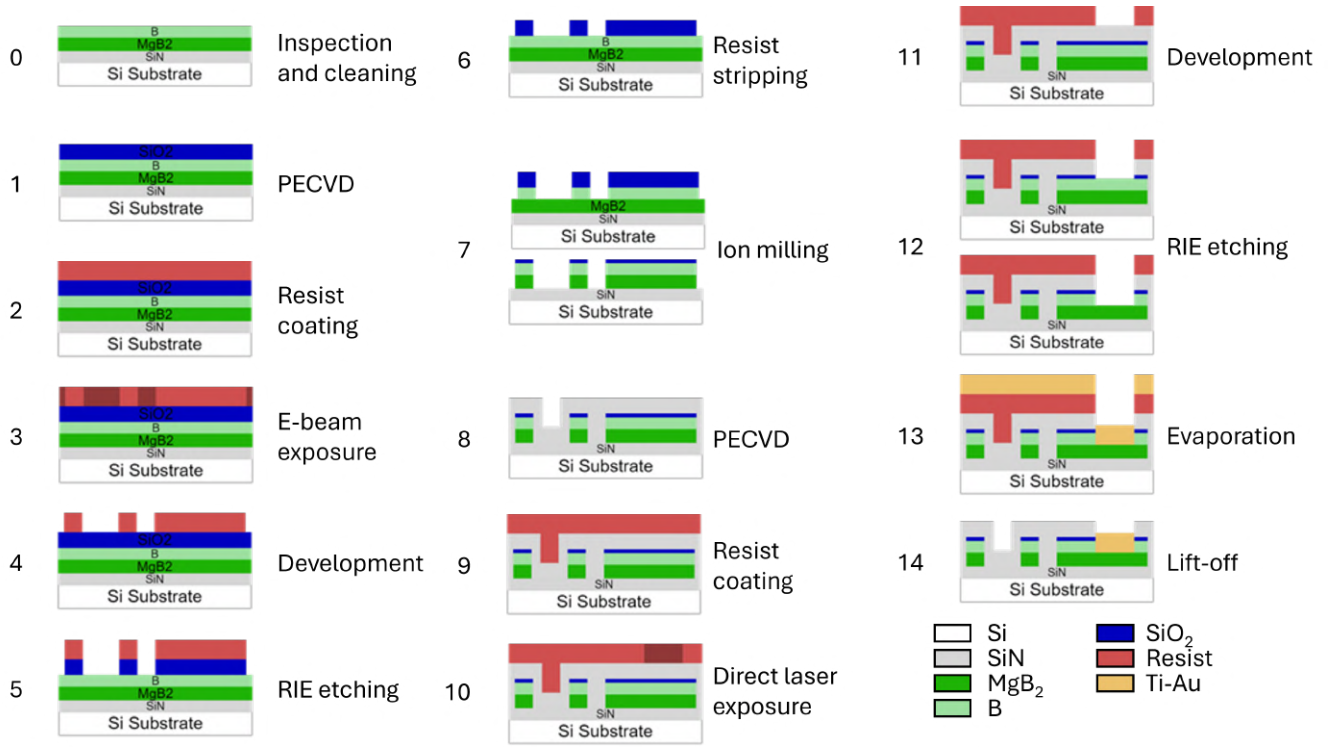 0
B
MgB2
SiN
Si Substrate
Inspection
and cleaning
1
SiO2
B
MgB2
SiN
Si Substrate
PECVD
2
SiO2
B
MgB2
SiN
Si Substrate
Resist
coating
3
SiO2
B
MgB2
SiN
Si Substrate
E-beam
exposure
4
SiO2
B
MgB2
SiN
Si Substrate
Development
5
B
MgB2
SiN
Si Substrate
RIE etching
6
B
MgB2
SiN
Si Substrate
Resist
stripping
7
MgB2
SiN
Si Substrate
SiN
Si Substrate
Ion milling
8
SiN
Si Substrate
PECVD
9
SiN
Si Substrate
Resist
coating
10
SiN
Si Substrate
Direct laser
exposure
11
SiN
Si Substrate
Development
12
SiN
Si Substrate
SiN
Si Substrate
RIE etching
13
SiN
Si Substrate
Evaporation
14
SiN
Si Substrate
Lift-off
Si
SiN
MgB₂
B
SiO₂
Resist
Ti-Au